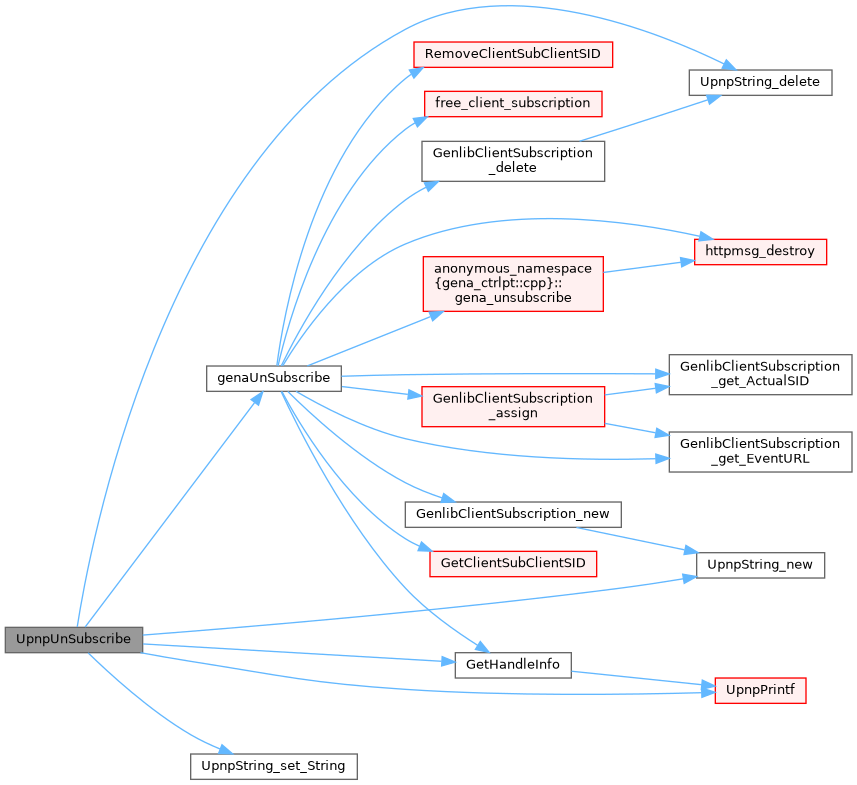 RemoveClientSubClientSID
UpnpString_delete
free_client_subscription
GenlibClientSubscription
_delete
httpmsg_destroy
anonymous_namespace
{gena_ctrlpt::cpp}::
gena_unsubscribe
genaUnSubscribe
GenlibClientSubscription
_get_ActualSID
GenlibClientSubscription
_assign
GenlibClientSubscription
_get_EventURL
GenlibClientSubscription_new
GetClientSubClientSID
UpnpString_new
UpnpUnSubscribe
GetHandleInfo
UpnpPrintf
UpnpString_set_String